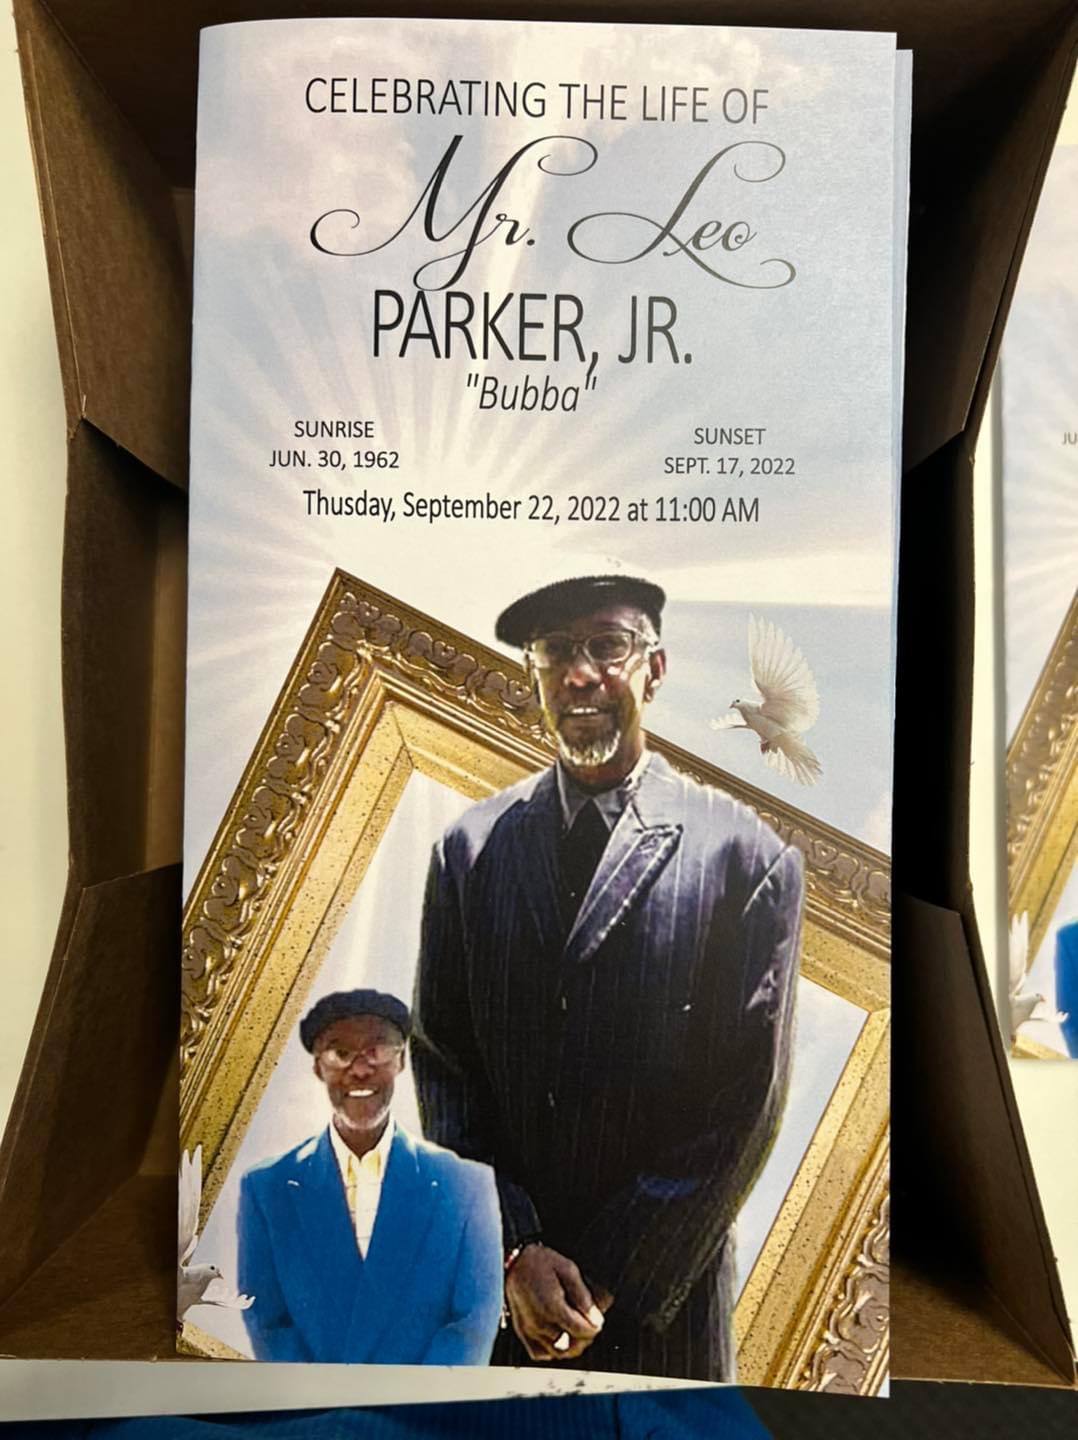 CELEBRATING THE LIFE OF
Mr. Leo
PARKER, JR.
"Bubba"
SUNRISE
JUN. 30, 1962
SUNSET
SEPT. 17, 2022
Thusday, September 22, 2022 at 11:00 AM
JU